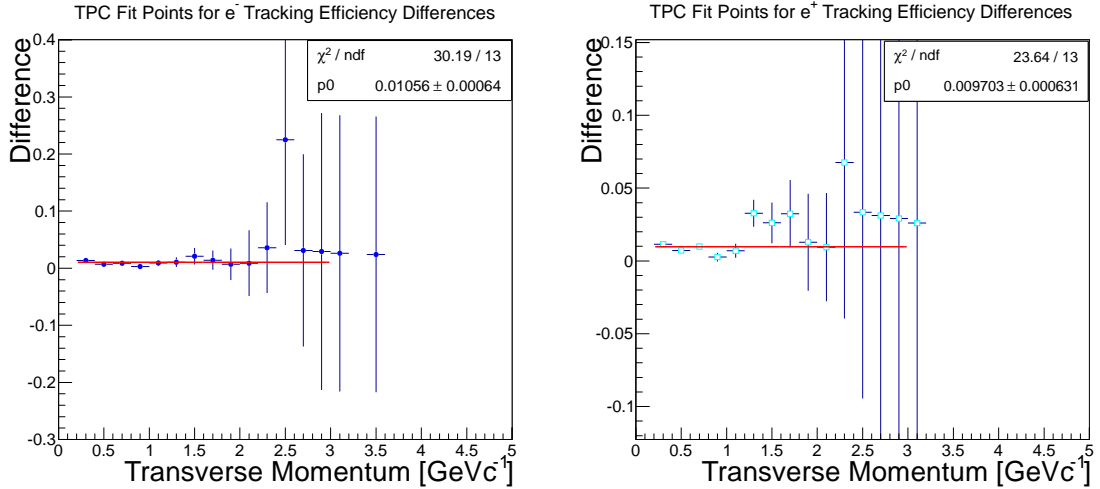 TPC Fit Points for e⁻ Tracking Efficiency Differences
χ² / ndf 30.19 / 13
p0 0.01056 ± 0.00064
Difference
0.4
0.3
0.2
0.1
0
-0.1
-0.2
-0.3
0 0.5 1 1.5 2 2.5 3 3.5 4 4.5 5
Transverse Momentum [GeVc⁻¹]
TPC Fit Points for e⁺ Tracking Efficiency Differences
χ² / ndf 23.64 / 13
p0 0.009703 ± 0.000631
Difference
0.15
0.1
0.05
0
-0.05
-0.1
0 0.5 1 1.5 2 2.5 3 3.5 4 4.5 5
Transverse Momentum [GeVc⁻¹]